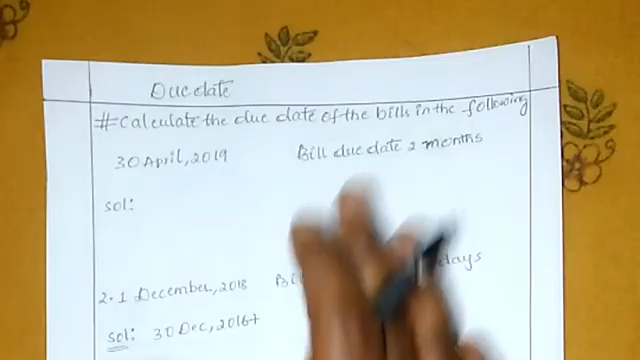 Due date
#Calculate the due date of the bills in the following
30 April, 2019 Bill due date 2 months
sol:
2. 1 December, 2018 days
sol: 30 Dec, 2016+